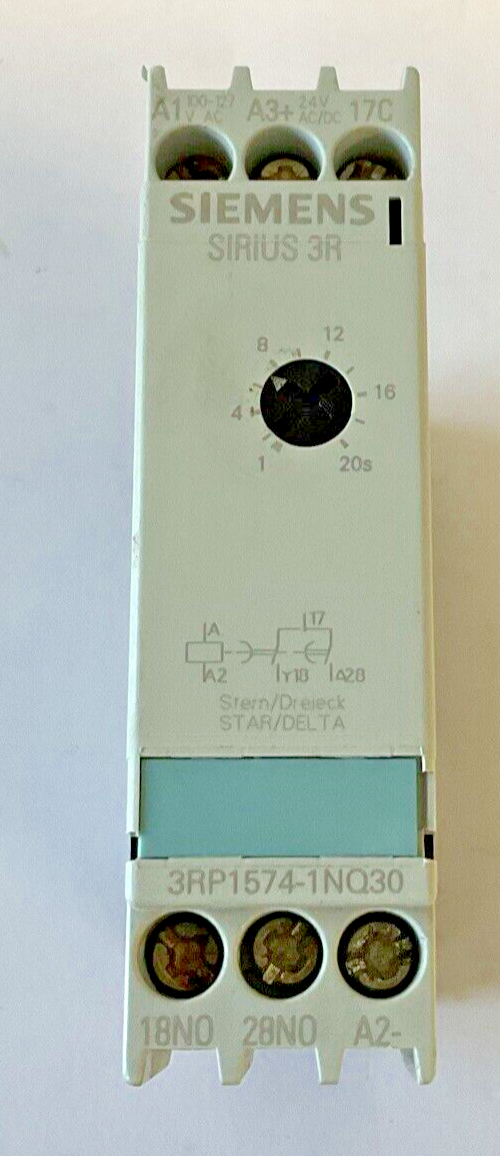 A1 100-127 V AC A3+ 24V AC/DC 17C
SIEMENS
SIRIUS 3R
8 12
4 16
1 20s
A 17
A2 Y18 Δ28
Stern/Dreieck
STAR/DELTA
3RP1574-1NQ30
18NO 28NO A2-